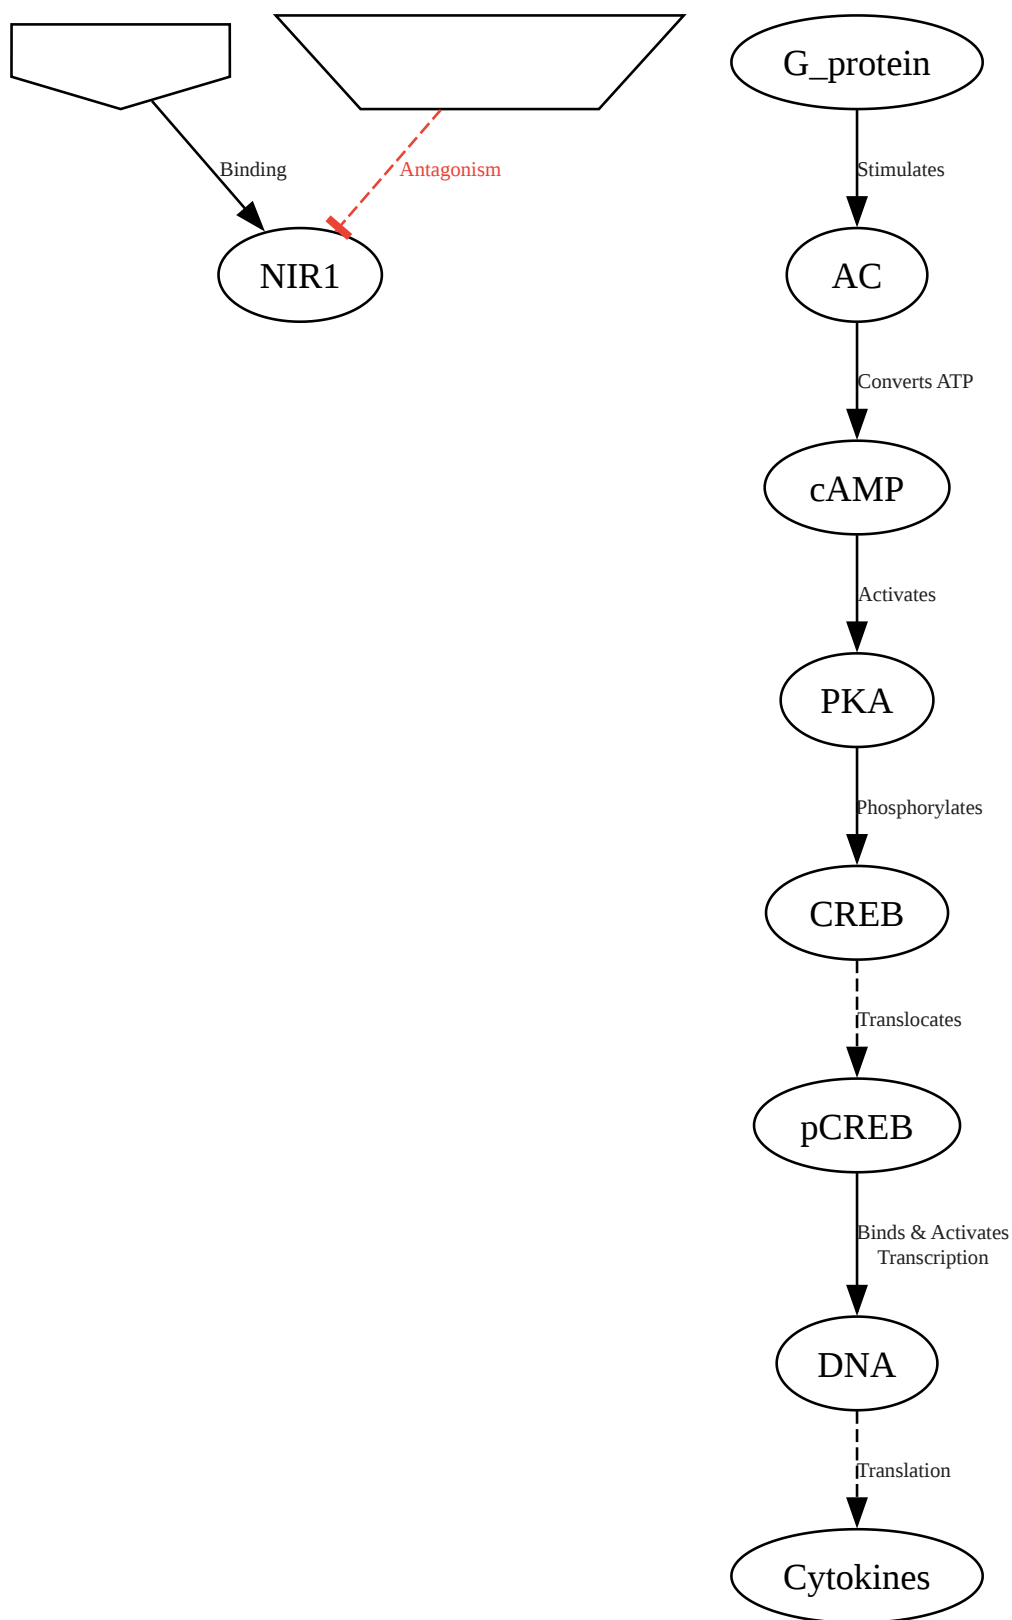 G_protein
Binding
Antagonism
Stimulates
NIR1
AC
Converts ATP
cAMP
Activates
PKA
Phosphorylates
CREB
Translocates
pCREB
Binds & Activates
Transcription
DNA
Translation
Cytokines